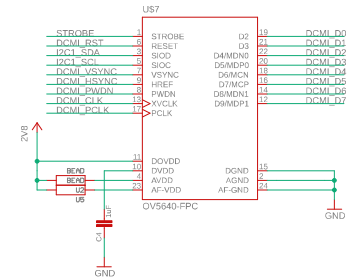 US7
STROBE 1 STROBE D2 19 DCMI_D0
DCMI_RST 6 RESET D3 21 DCMI_D1
I2C1_SDA 3 SIOD D4/MDN0 22 DCMI_D2
I2C1_SCL 5 SIOC D5/MDP0 20 DCMI_D3
DCMI_VSYNC 7 VSYNC D6/MCN 18 DCMI_D4
DCMI_HSYNC 9 HREF D7/MCP 16 DCMI_D5
DCMI_PWDN 8 PWDN D8/MDN1 14 DCMI_D6
DCMI_CLK 13 XVCLK D9/MDP1 12 DCMI_D7
DCMI_PCLK 17 PCLK
2V8
11 DOVDD
BEAD 10 DVDD DGND 15
BEAD 4 AVDD AGND 2
U2 23 AF-VDD AF-GND 24
U5
OV5640-FPC
1uF
C4
GND
GND